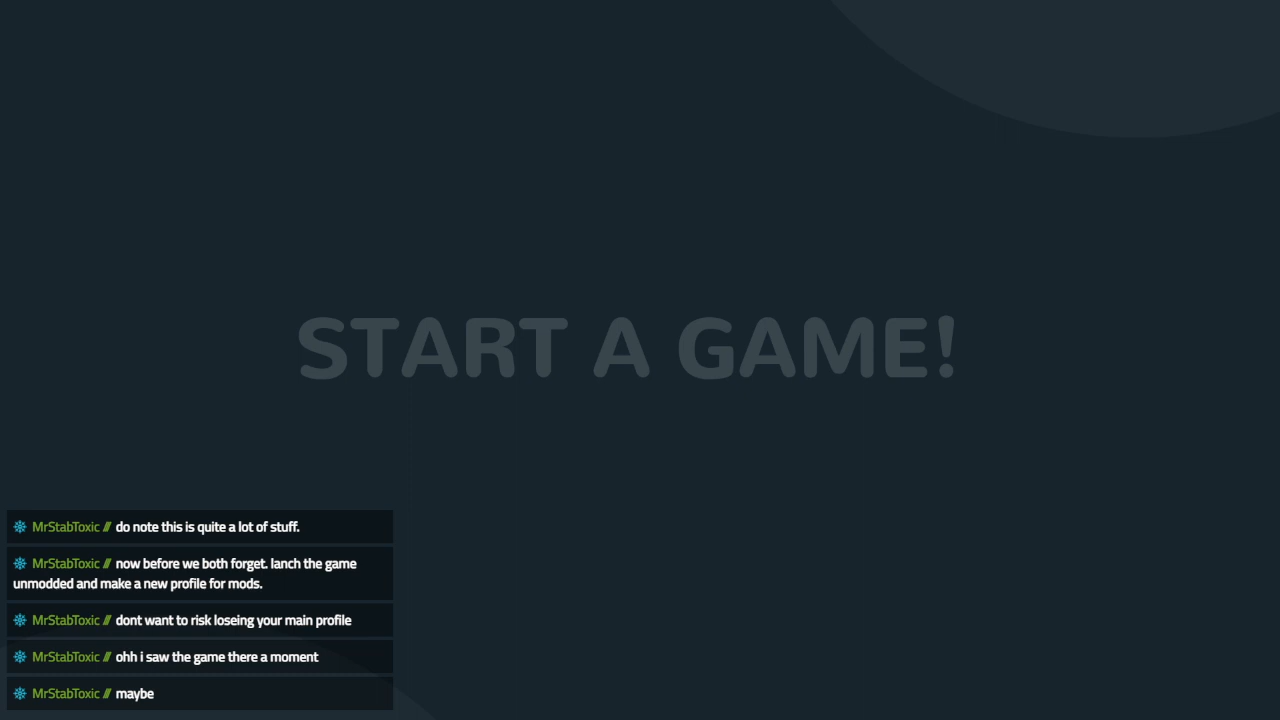 START A GAME!
MrStabToxic // do note this is quite a lot of stuff.
MrStabToxic // now before we both forget. lanch the game
unmodded and make a new profile for mods.
MrStabToxic // dont want to risk loseing your main profile
MrStabToxic // ohh i saw the game there a moment
MrStabToxic // maybe